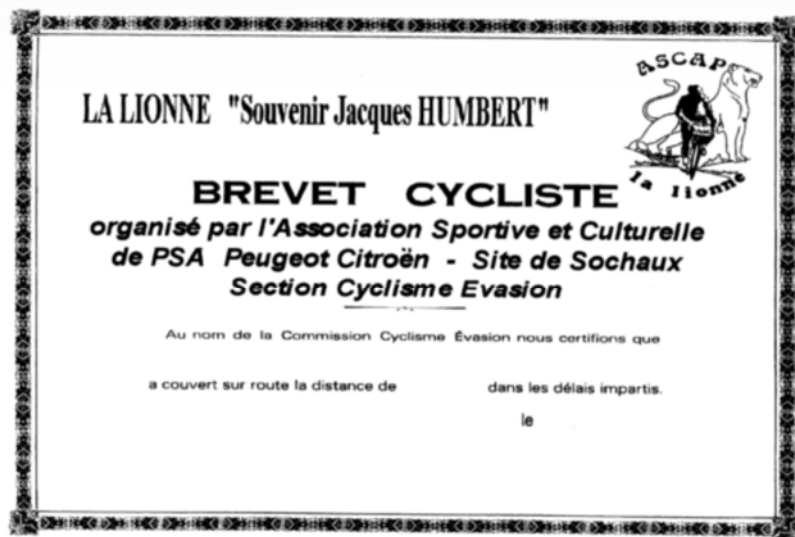 ASCAP
la lionne
LA LIONNE "Souvenir Jacques HUMBERT"
BREVET CYCLISTE
organisé par l'Association Sportive et Culturelle
de PSA Peugeot Citroën - Site de Sochaux
Section Cyclisme Evasion
Au nom de la Commission Cyclisme Évasion nous certifions que
a couvert sur route la distance de dans les délais impartis.
le